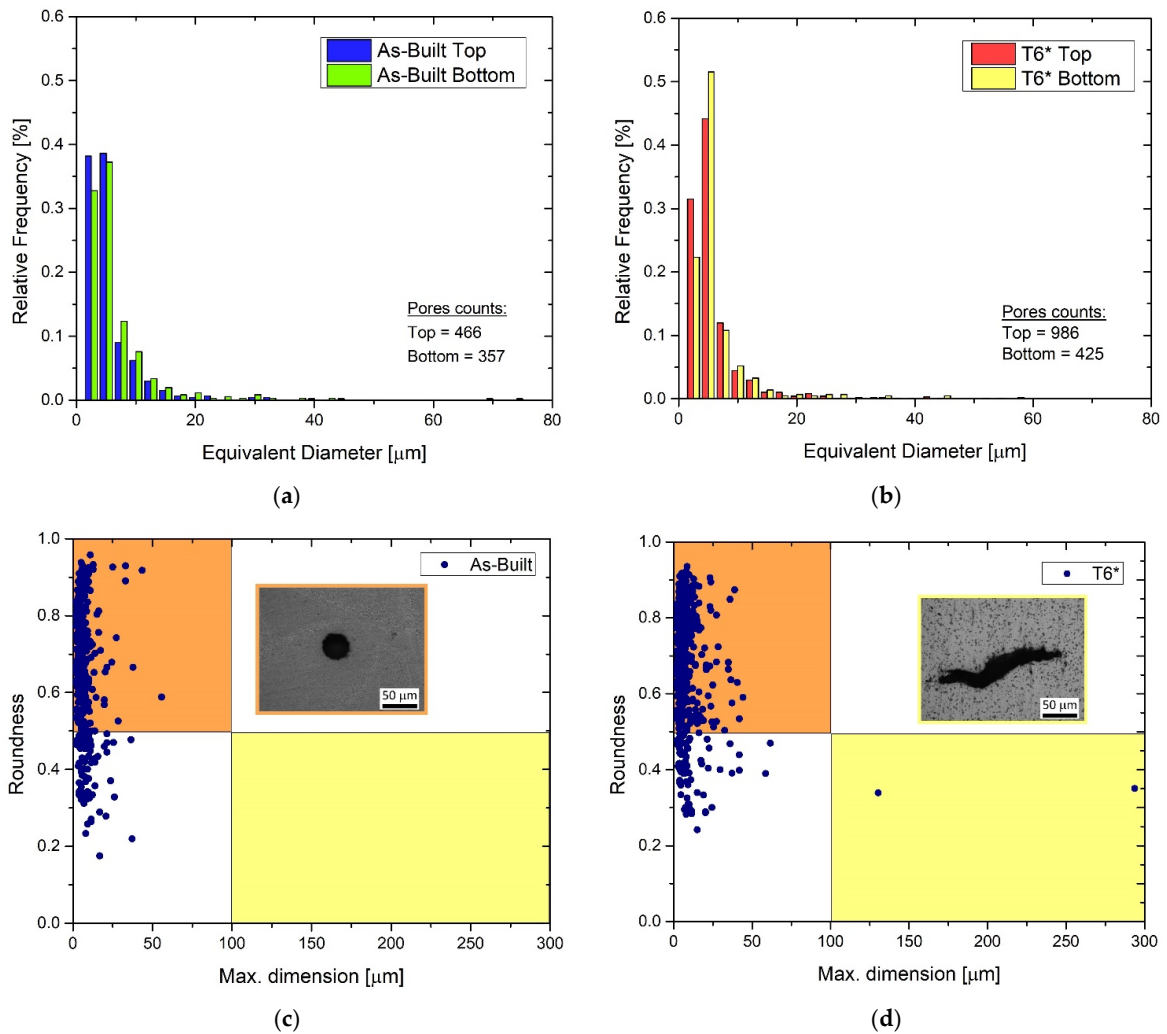 0.6
0.5
0.4
0.3
0.2
0.1
0.0
Relative Frequency [%]
As-Built Top
As-Built Bottom
Pores counts:
Top = 466
Bottom = 357
0 20 40 60 80
Equivalent Diameter [μm]
(a)
0.6
0.5
0.4
0.3
0.2
0.1
0.0
Relative Frequency [%]
T6* Top
T6* Bottom
Pores counts:
Top = 986
Bottom = 425
0 20 40 60 80
Equivalent Diameter [μm]
(b)
1.0
0.8
0.6
0.4
0.2
0.0
Roundness
As-Built
50 μm
0 50 100 150 200 250 300
Max. dimension [μm]
(c)
1.0
0.8
0.6
0.4
0.2
0.0
Roundness
T6*
50 μm
0 50 100 150 200 250 300
Max. dimension [μm]
(d)